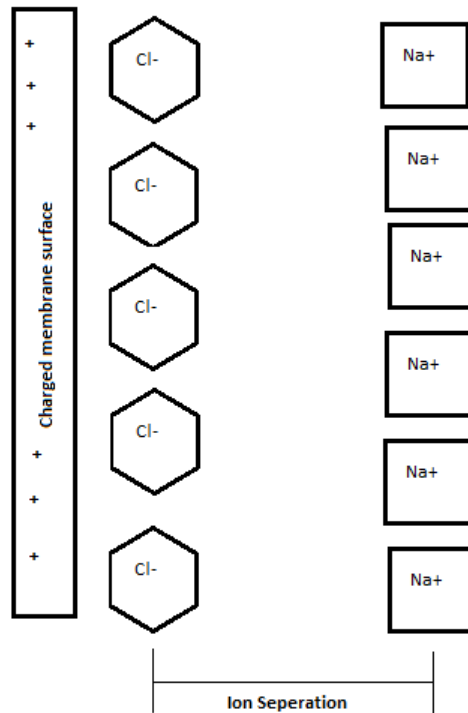 +
+
+
Charged membrane surface
+
+
+
Cl-
Cl-
Cl-
Cl-
Cl-
Na+
Na+
Na+
Na+
Na+
Na+
Ion Seperation